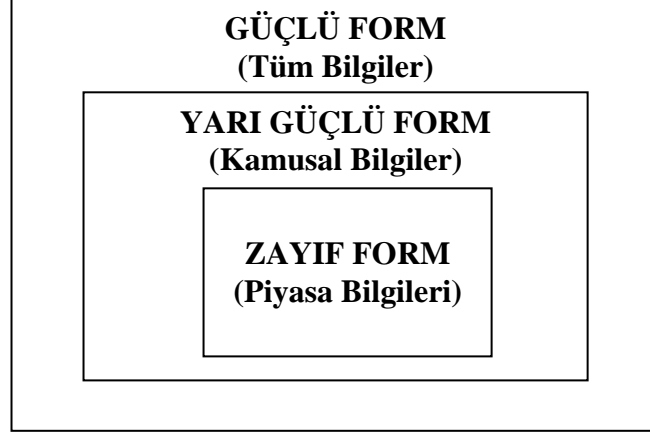 GÜÇLÜ FORM
(Tüm Bilgiler)
YARI GÜÇLÜ FORM
(Kamusal Bilgiler)
ZAYIF FORM
(Piyasa Bilgileri)